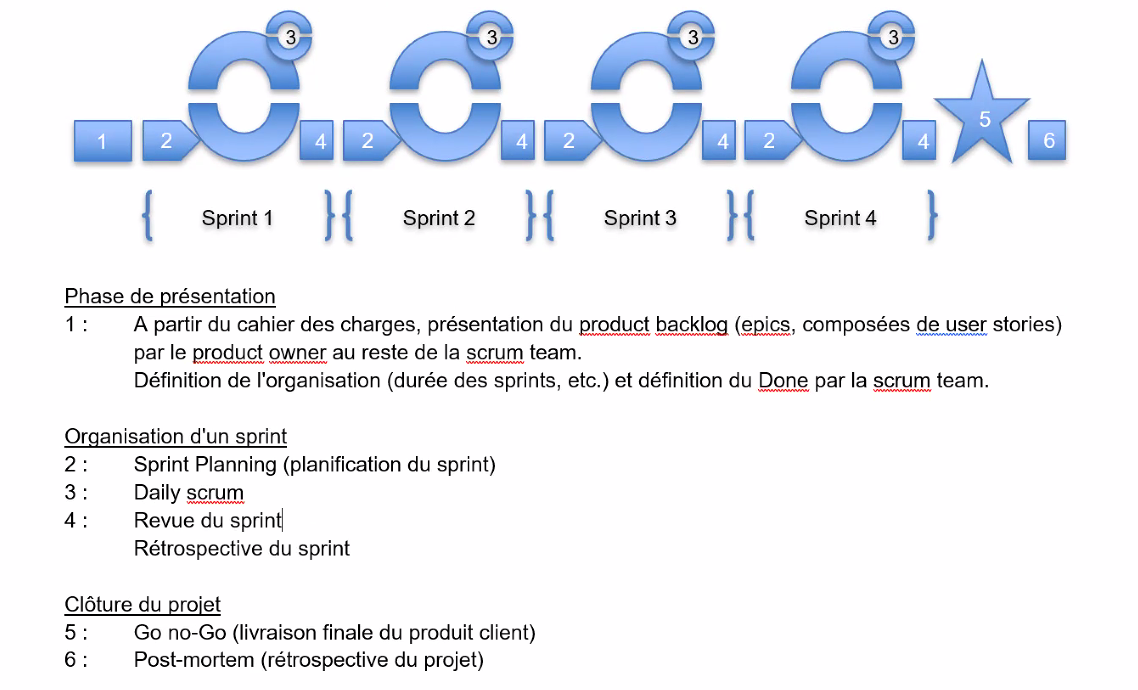 3 3 3 3
1 2 4 2 4 2 4 2 4 5 6
{ Sprint 1 } { Sprint 2 } { Sprint 3 } { Sprint 4 }
Phase de présentation
1 : A partir du cahier des charges, présentation du product backlog (epics, composées de user stories)
par le product owner au reste de la scrum team.
Définition de l'organisation (durée des sprints, etc.) et définition du Done par la scrum team.
Organisation d'un sprint
2 : Sprint Planning (planification du sprint)
3 : Daily scrum
4 : Revue du sprint
Rétrospective du sprint
Clôture du projet
5 : Go no-Go (livraison finale du produit client)
6 : Post-mortem (rétrospective du projet)